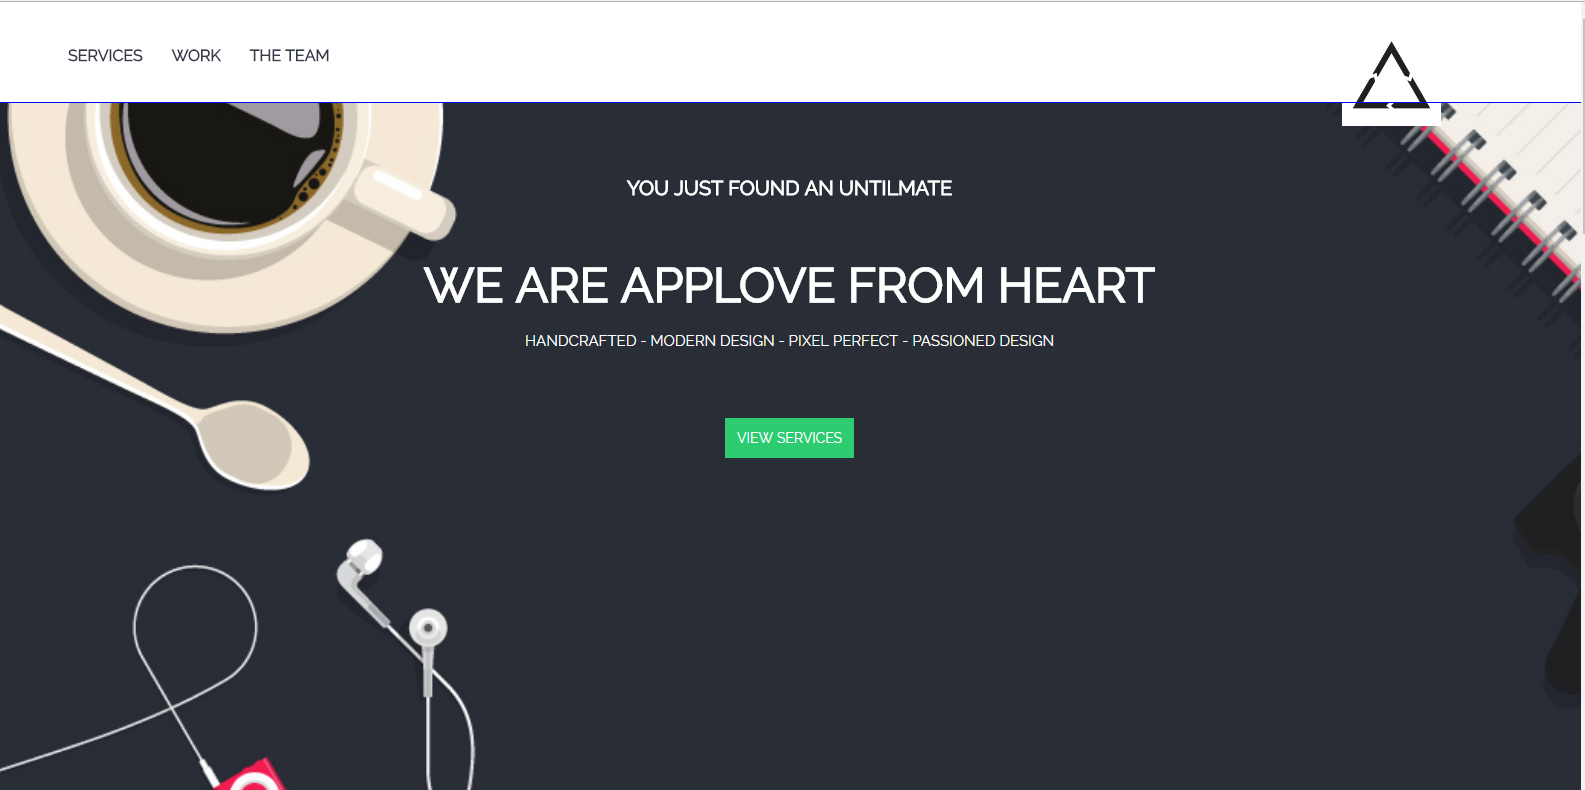 SERVICES WORK THE TEAM
YOU JUST FOUND AN UNTILMATE
WE ARE APPLOVE FROM HEART
HANDCRAFTED - MODERN DESIGN - PIXEL PERFECT - PASSIONED DESIGN
VIEW SERVICES